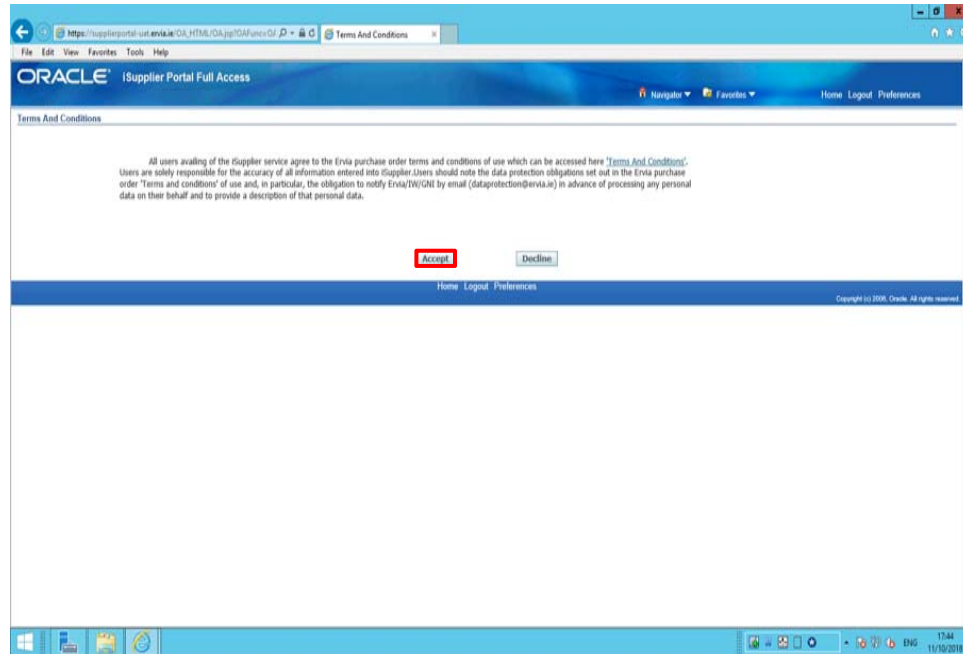 https://supplierportal-uat.ervia.ie/OA_HTML/OA.jsp?OAFunc=OA
Terms And Conditions
File Edit View Favorites Tools Help
ORACLE iSupplier Portal Full Access
Navigator Favorites Home Logout Preferences
Terms And Conditions
All users availing of the iSupplier service agree to the Ervia purchase order terms and conditions of use which can be accessed here 'Terms And Conditions'.
Users are solely responsible for the accuracy of all information entered into iSupplier.Users should note the data protection obligations set out in the Ervia purchase
order 'Terms and conditions' of use and, in particular, the obligation to notify Ervia/IW/GNI by email (dataprotection@ervia.ie) in advance of processing any personal
data on their behalf and to provide a description of that personal data.
Accept Decline
Home Logout Preferences
Copyright (c) 2006, Oracle. All rights reserved.
ENG 17:44
11/10/2018